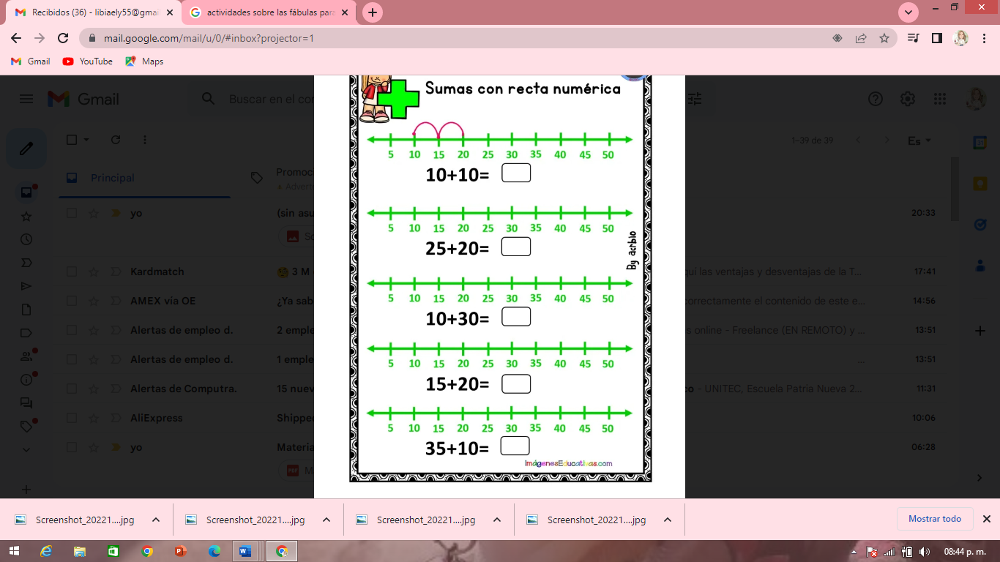 Recibidos (36) - libiaely55@gmai
actividades sobre las fábulas para
mail.google.com/mail/u/0/#inbox?projector=1
Gmail
YouTube
Maps
Gmail
Buscar en el cor
1–39 de 39
Es
Principal
Promoc
Adverte
yo
(sin asu
20:33
Sc
Kardmatch
3 M
quí las ventajas y desventajas de la T...
17:41
AMEX vía OE
¿Ya sab
correctamente el contenido de este e...
14:56
Alertas de empleo d.
2 emple
s online - Freelance (EN REMOTO) y ...
13:51
Alertas de empleo d.
1 emple
...
13:51
Alertas de Computra.
15 nuev
co - UNITEC, Escuela Patria Nueva 2...
11:31
AliExpress
Shipped
10:06
yo
Materia
06:28
PDF
M
Sumas con recta numérica
5 10 15 20 25 30 35 40 45 50
10+10=
5 10 15 20 25 30 35 40 45 50
25+20=
By acrbio
5 10 15 20 25 30 35 40 45 50
10+30=
5 10 15 20 25 30 35 40 45 50
15+20=
5 10 15 20 25 30 35 40 45 50
35+10=
ImágenesEducativas.com
Screenshot_20221....jpg
Screenshot_20221....jpg
Screenshot_20221....jpg
Screenshot_20221....jpg
Mostrar todo
08:44 p. m.